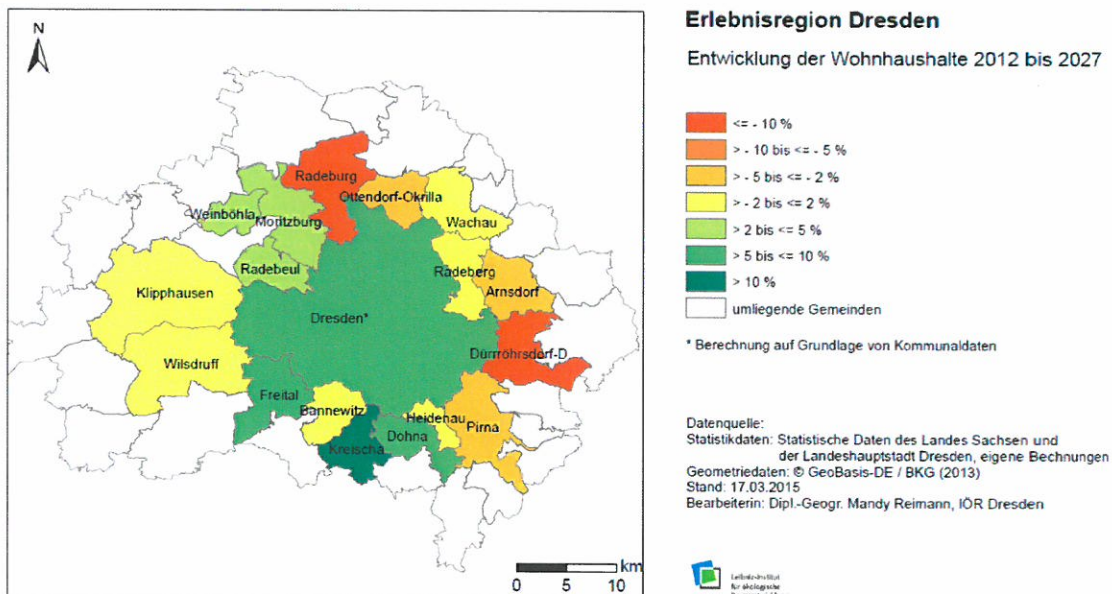 N
Radeburg
Ottendorf-Okrilla
Weinböhla
Moritzburg
Wachau
Radebeul
Radeberg
Arnsdorf
Klipphausen
Dresden*
Dürrröhrsdorf-D.
Wilsdruff
Freital
Bannewitz
Heidenau
Pirna
Dohna
Kreischa
km
0 5 10
Erlebnisregion Dresden
Entwicklung der Wohnhaushalte 2012 bis 2027
<= - 10 %
> - 10 bis <= - 5 %
> - 5 bis <= - 2 %
> - 2 bis <= 2 %
> 2 bis <= 5 %
> 5 bis <= 10 %
> 10 %
umliegende Gemeinden
* Berechnung auf Grundlage von Kommunaldaten
Datenquelle:
Statistikdaten: Statistische Daten des Landes Sachsen und
der Landeshauptstadt Dresden, eigene Bechnungen
Geometriedaten: © GeoBasis-DE / BKG (2013)
Stand: 17.03.2015
Bearbeiterin: Dipl.-Geogr. Mandy Reimann, IÖR Dresden
Leibniz-Institut
für ökologische